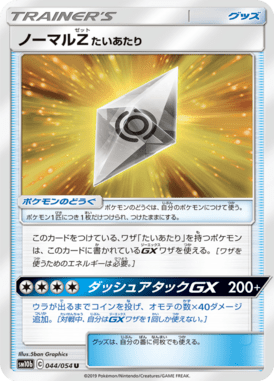 TRAINER'S
グッズ
ノーマルZ たいあたり
ゼット
ポケモンのどうぐ
ポケモンのどうぐは、自分のポケモンにつけて使う。
ポケモン1匹につき1枚だけつけられ、つけたままにする。
このカードをつけている、ワザ「たいあたり」を持つポケモン
は、このカードに書かれているGXワザを使える。[ワザを
使うためのエネルギーは必要。]
ダッシュアタックGX 200+
ウラが出るまでコインを投げ、オモテの数×40ダメージ
追加。[対戦中、自分はGXワザを1回しか使えない。]
グッズは、自分の番に何枚でも使える。
Illus.5ban Graphics
sm10b 044/054 U
©2019 Pokémon/Nintendo/Creatures/GAME FREAK.